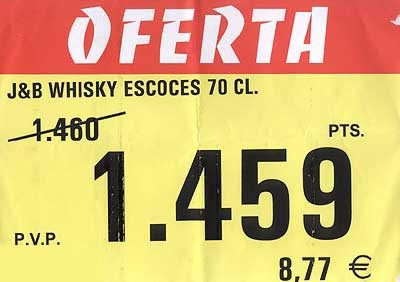 OFERTA
J&B WHISKY ESCOCES 70 CL.
1.460
PTS.
1.459
P.V.P.
8,77 €